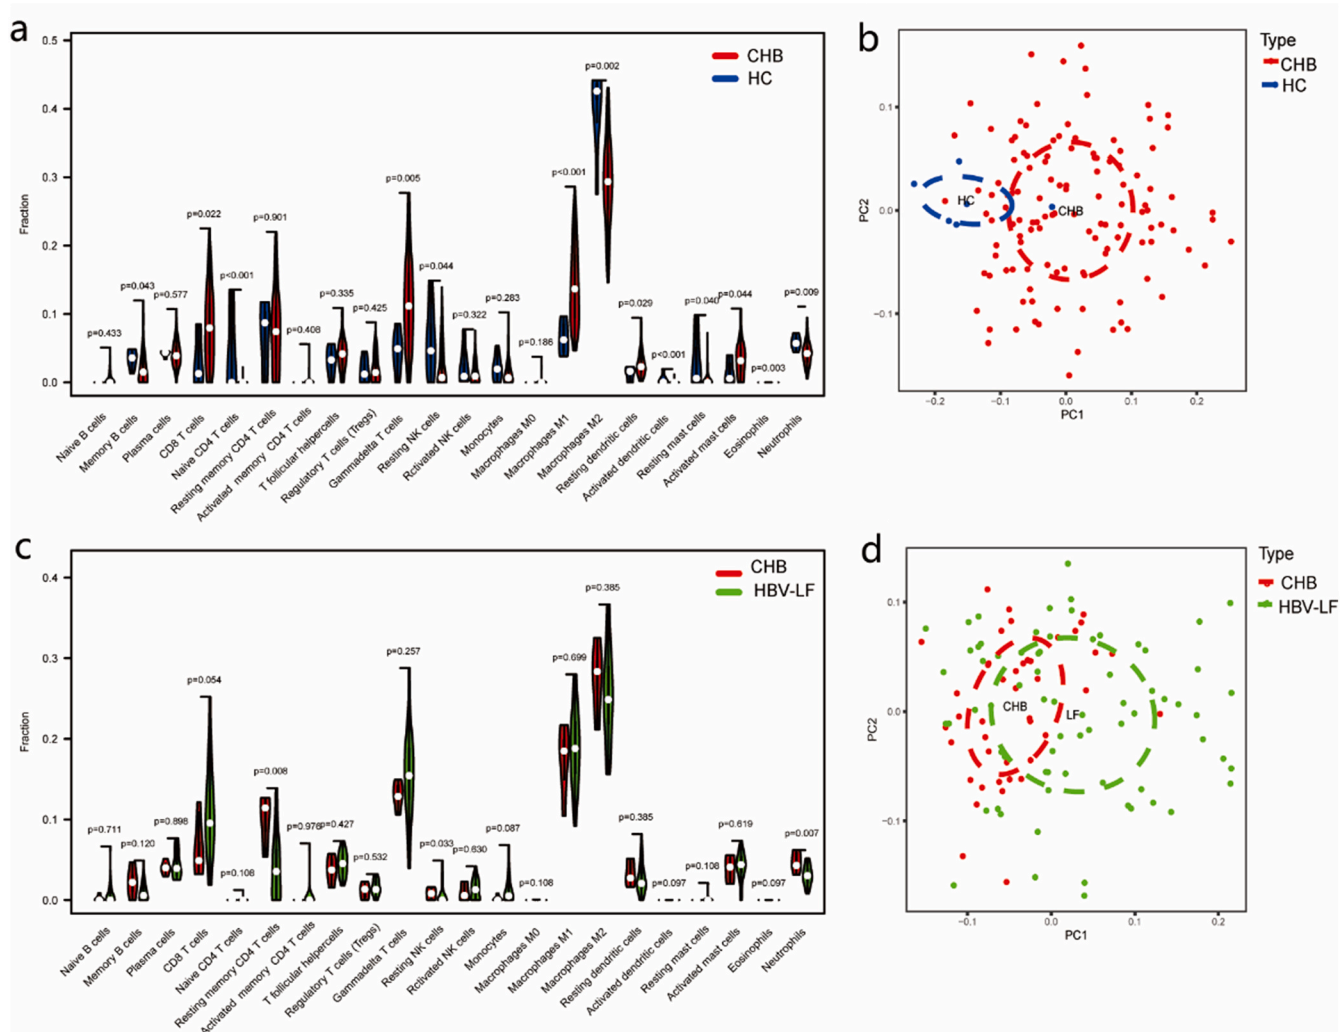 a
CHB
HC
0.5
0.4
0.3
0.2
0.1
0.0
Fraction
p=0.433
p=0.043
p=0.577
p=0.022
p<0.001
p=0.901
p=0.408
p=0.335
p=0.425
p=0.005
p=0.044
p=0.322
p=0.283
p=0.186
p<0.001
p=0.002
p=0.029
p<0.001
p=0.040
p=0.044
p=0.003
p=0.009
Naive B cells
Memory B cells
Plasma cells
CD8 T cells
Naive CD4 T cells
Resting memory CD4 T cells
Activated memory CD4 T cells
T follicular helpercells
Regulatory T cells (Tregs)
Gammadelta T cells
Resting NK cells
Rctivated NK cells
Monocytes
Macrophages M0
Macrophages M1
Macrophages M2
Resting dendritic cells
Activated dendritic cells
Resting mast cells
Activated mast cells
Eosinophils
Neutrophils
b
Type
CHB
HC
0.1
0.0
−0.1
PC2
HC
CHB
−0.2
−0.1
0.0
0.1
0.2
PC1
c
CHB
HBV-LF
0.4
0.3
0.2
0.1
0.0
Fraction
p=0.711
p=0.120
p=0.898
p=0.054
p=0.108
p=0.008
p=0.976
p=0.427
p=0.532
p=0.257
p=0.033
p=0.630
p=0.087
p=0.108
p=0.699
p=0.385
p=0.385
p=0.097
p=0.108
p=0.619
p=0.097
p=0.007
Naive B cells
Memory B cells
Plasma cells
CD8 T cells
Naive CD4 T cells
Resting memory CD4 T cells
Activated memory CD4 T cells
T follicular helpercells
Regulatory T cells (Tregs)
Gammadelta T cells
Resting NK cells
Rctivated NK cells
Monocytes
Macrophages M0
Macrophages M1
Macrophages M2
Resting dendritic cells
Activated dendritic cells
Resting mast cells
Activated mast cells
Eosinophils
Neutrophils
d
Type
CHB
HBV-LF
0.1
0.0
−0.1
PC2
CHB
LF
−0.1
0.0
0.1
0.2
PC1